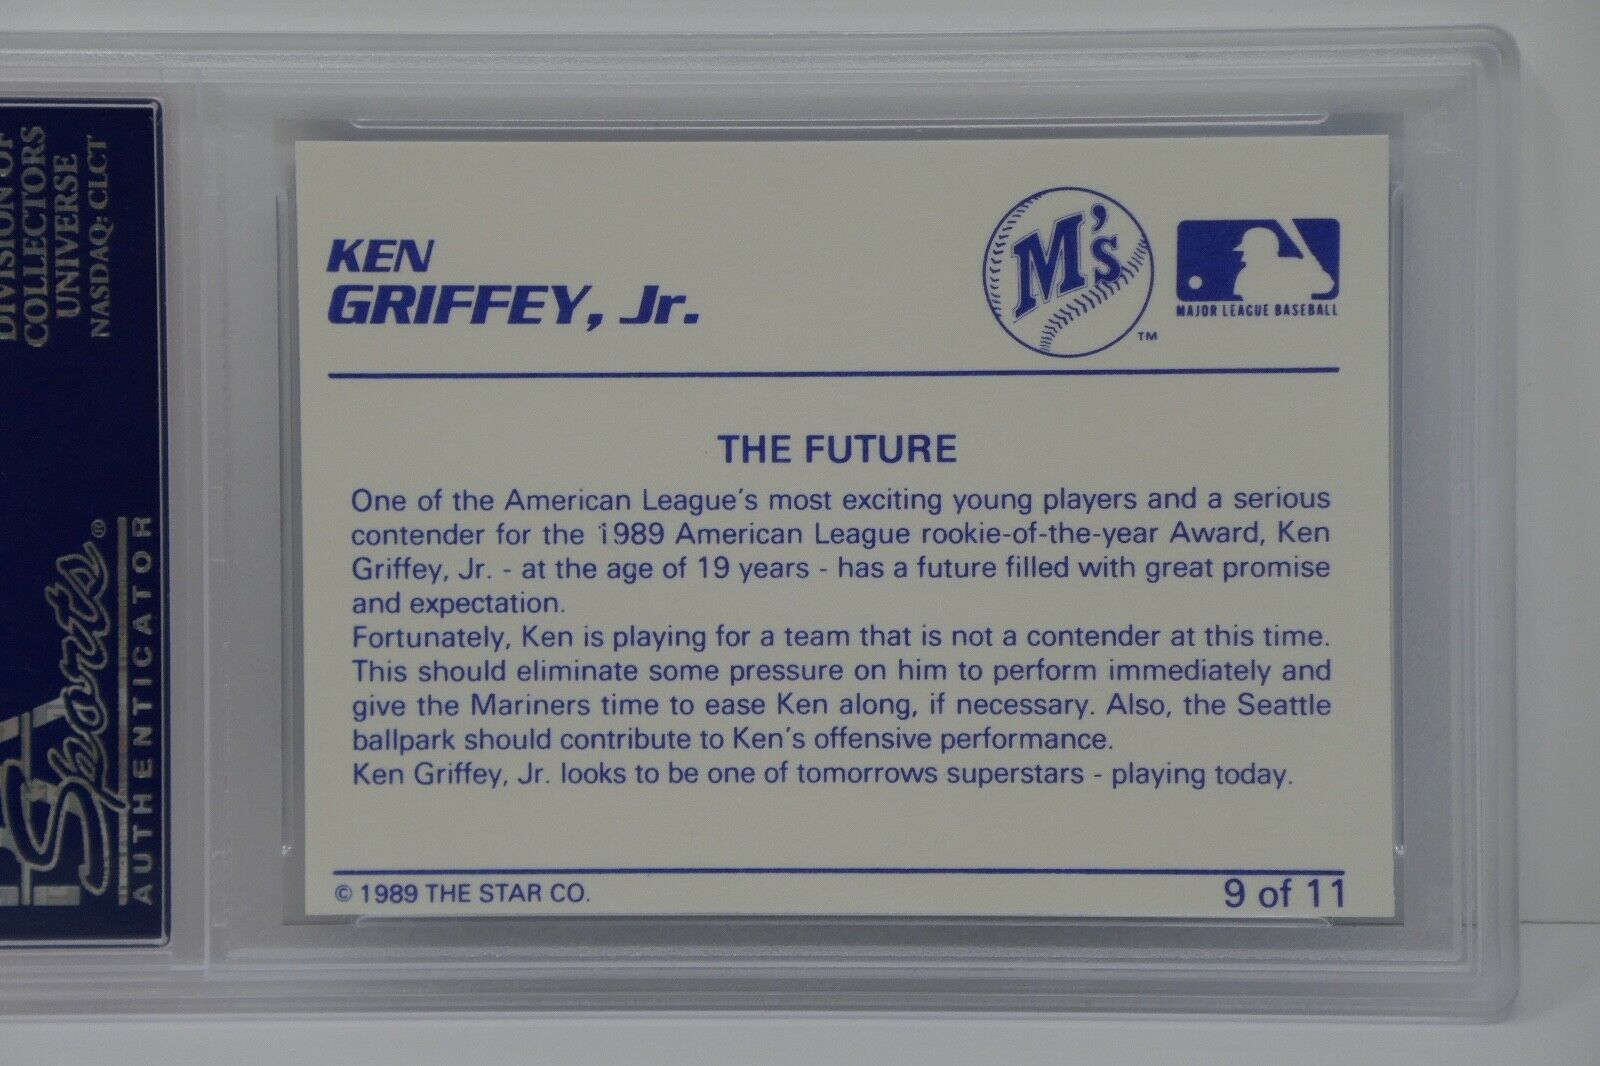 DIVISION OF
COLLECTORS
UNIVERSE
NASDAQ: CLCT
Sports®
AUTHENTICATOR
KEN
GRIFFEY, Jr.
M's
TM
MAJOR LEAGUE BASEBALL
THE FUTURE
One of the American League's most exciting young players and a serious
contender for the 1989 American League rookie-of-the-year Award, Ken
Griffey, Jr. - at the age of 19 years - has a future filled with great promise
and expectation.
Fortunately, Ken is playing for a team that is not a contender at this time.
This should eliminate some pressure on him to perform immediately and
give the Mariners time to ease Ken along, if necessary. Also, the Seattle
ballpark should contribute to Ken's offensive performance.
Ken Griffey, Jr. looks to be one of tomorrows superstars - playing today.
© 1989 THE STAR CO.
9 of 11